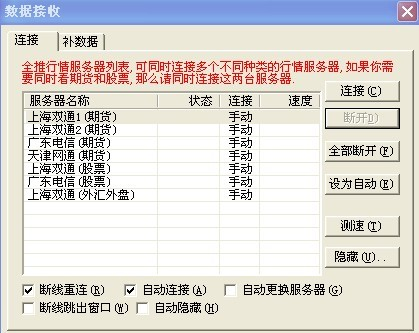 数据接收
连接 补数据
全推行情服务器列表,可同时连接多个不同种类的行情服务器,如果你需
要同时看期货和股票,那么请同时连接这两台服务器.
服务器名称 状态 连接 速度
上海双通1(期货) 手动
上海双通2(期货) 手动
广东电信(期货) 手动
天津网通(期货) 手动
上海双通(股票) 手动
广东电信(股票) 手动
上海双通(外汇外盘) 手动
连接(C)
断开D)
全部断开(F)
设为自动(E)
测速(T)
隐藏(U)..
断线重连(R) 自动连接(A) 自动更换服务器(G)
断线跳出窗口(W) 自动隐藏(H)